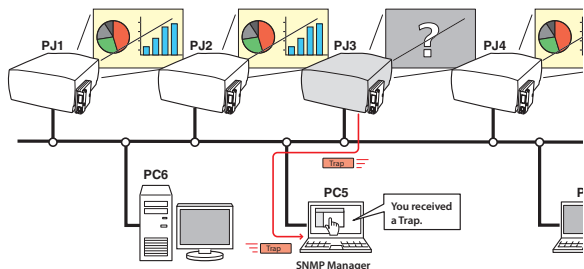 PJ1
PJ2
PJ3
PJ4
?
Trap
PC6
PC5
You received
a Trap.
Trap
SNMP Manager